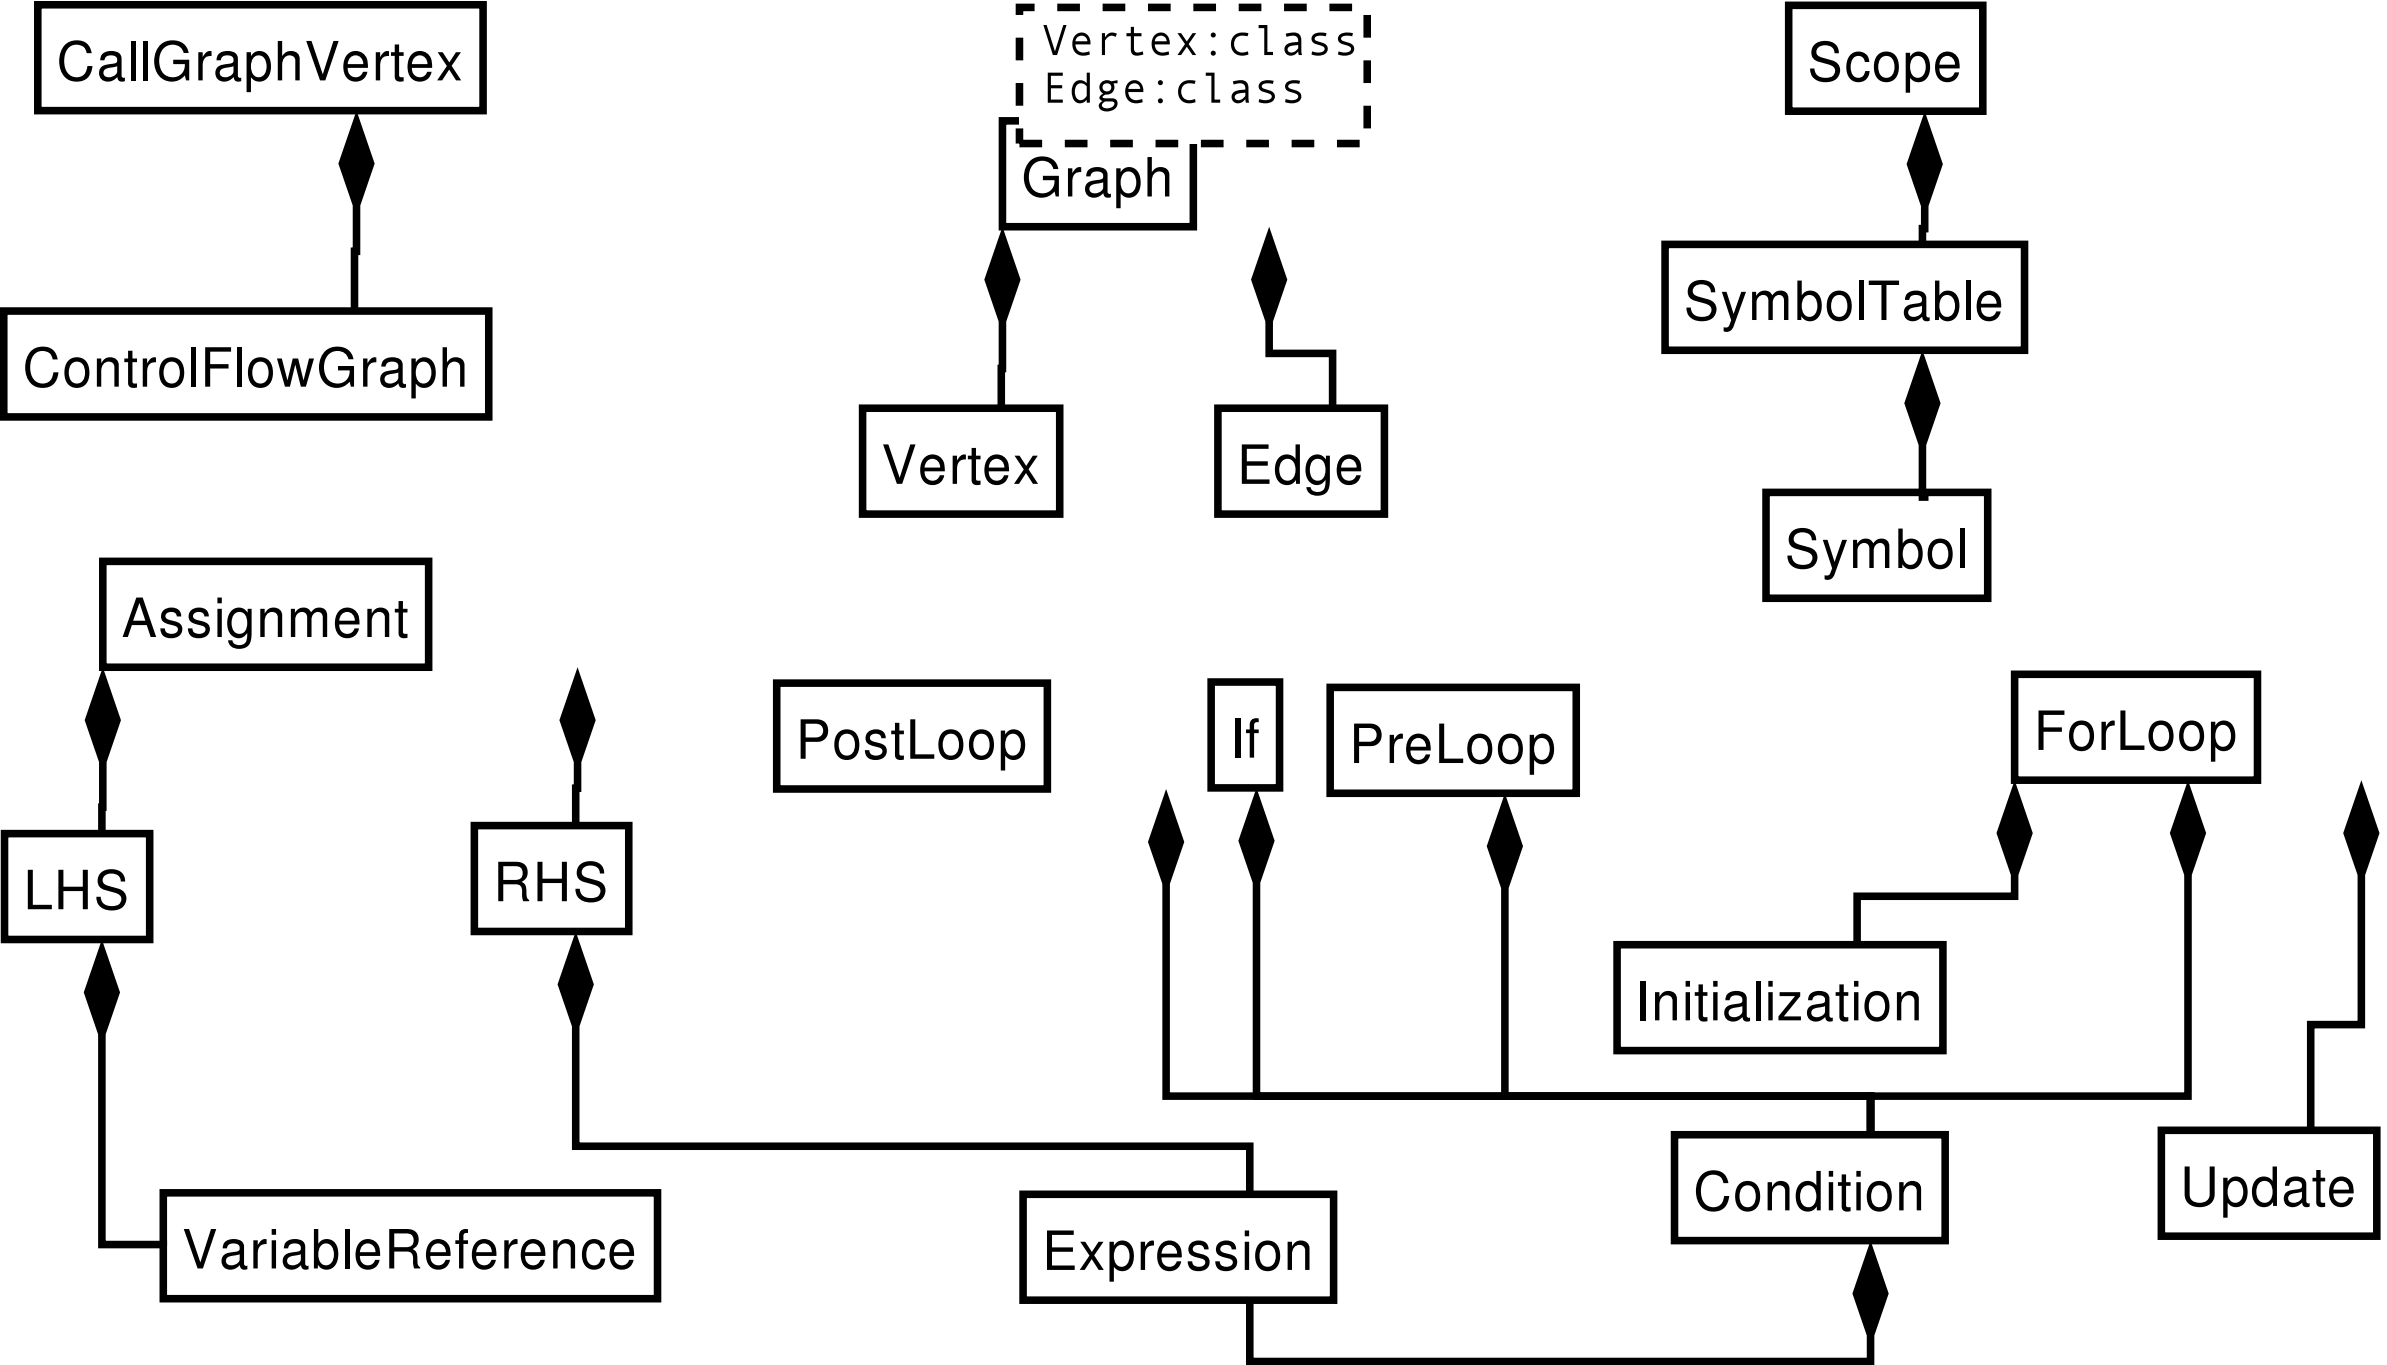 CallGraphVertex
Vertex:class
Edge:class
Graph
Scope
ControlFlowGraph
SymbolTable
Vertex
Edge
Symbol
Assignment
PostLoop
If
PreLoop
ForLoop
LHS
RHS
Initialization
VariableReference
Expression
Condition
Update